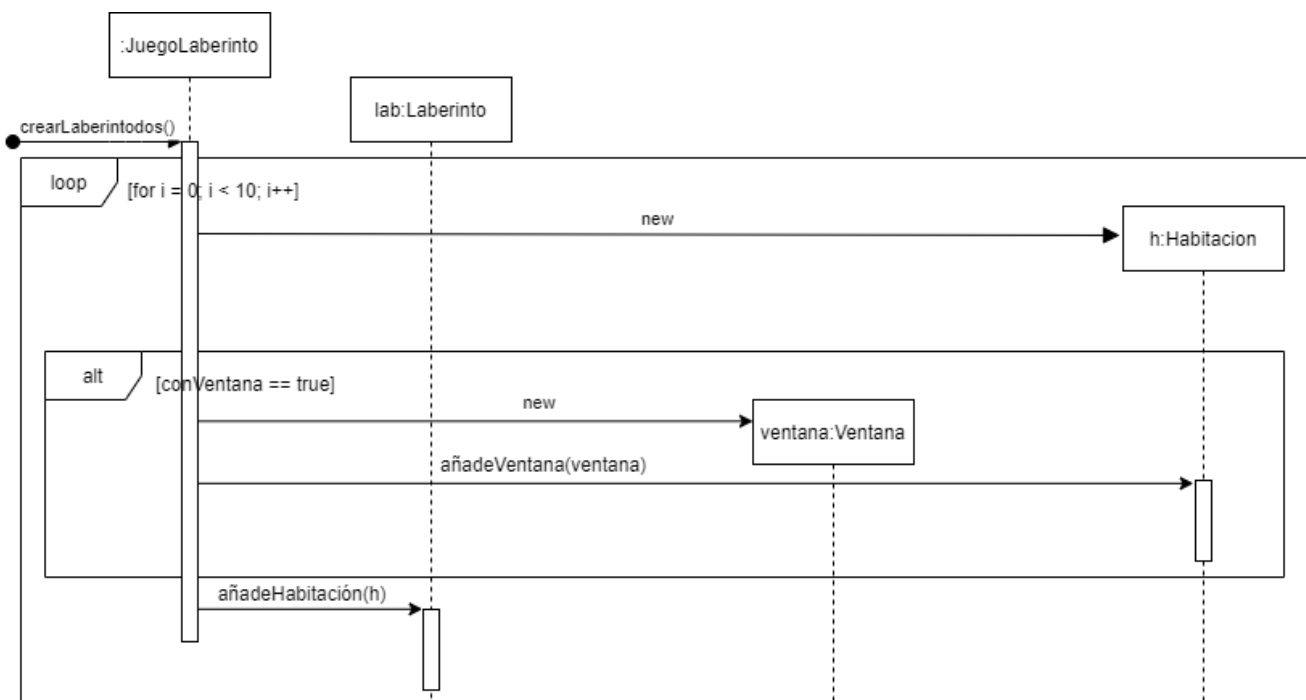 :JuegoLaberinto
lab:Laberinto
crearLaberintodos()
loop
[for i = 0; i < 10; i++]
new
h:Habitacion
alt
[conVentana == true]
new
ventana:Ventana
añadeVentana(ventana)
añadeHabitación(h)